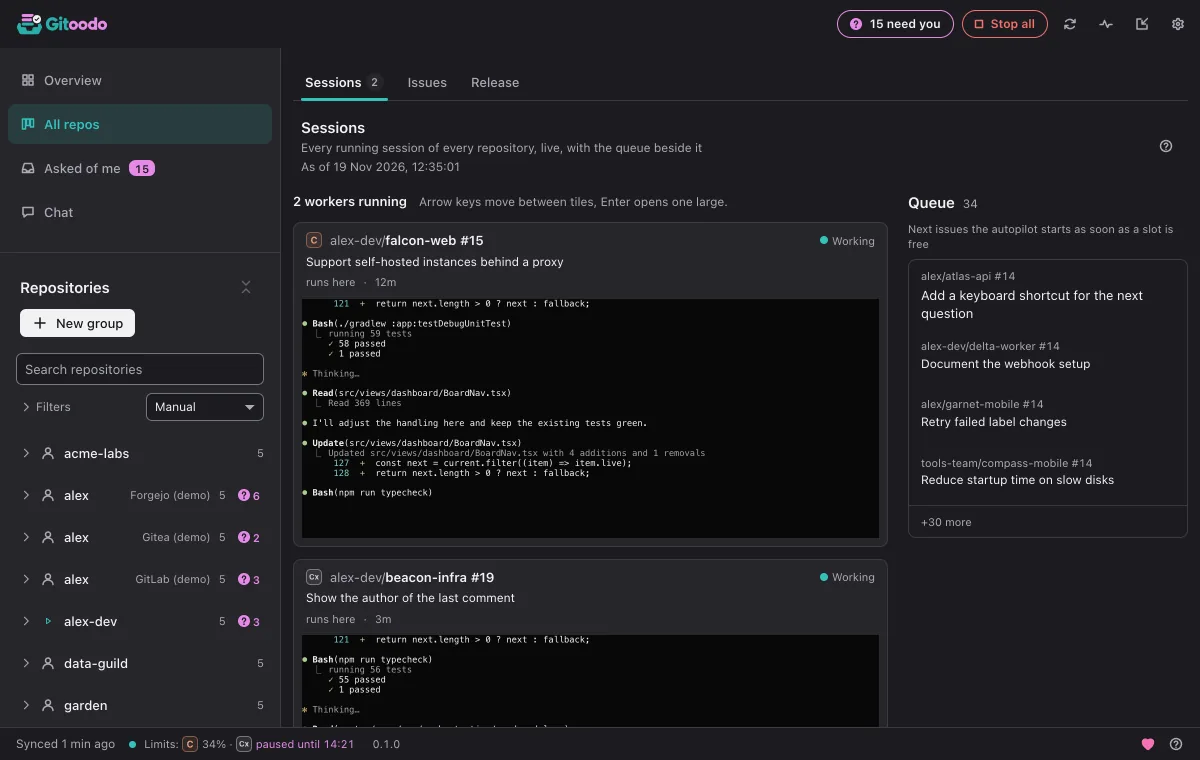 Gitoodo
15 need you
Stop all
Overview
All repos
Asked of me 15
Chat
Repositories
New group
Search repositories
Filters
Manual
acme-labs 5
alex Forgejo (demo) 5 ? 6
alex Gitea (demo) 5 ? 2
alex GitLab (demo) 5 ? 3
alex-dev 5 ? 3
data-guild 5
garden 5
Sessions 2 Issues Release
Sessions
Every running session of every repository, live, with the queue beside it
As of 19 Nov 2026, 12:35:01
2 workers running Arrow keys move between tiles, Enter opens one large.
C alex-dev/falcon-web #15 Working
Support self-hosted instances behind a proxy
runs here · 12m
121 + return next.length > 0 ? next : fallback;
Bash(./gradlew :app:testDebugUnitTest)
running 59 tests
✓ 58 passed
✓ 1 passed
Thinking…
Read(src/views/dashboard/BoardNav.tsx)
Read 369 lines
I'll adjust the handling here and keep the existing tests green.
Update(src/views/dashboard/BoardNav.tsx)
Updated src/views/dashboard/BoardNav.tsx with 4 additions and 1 removals
127 + const next = current.filter((item) => item.live);
128 + return next.length > 0 ? next : fallback;
Bash(npm run typecheck)
Cx alex-dev/beacon-infra #19 Working
Show the author of the last comment
runs here · 3m
121 + return next.length > 0 ? next : fallback;
Bash(npm run typecheck)
running 56 tests
✓ 55 passed
✓ 1 passed
Thinking…
Queue 34
Next issues the autopilot starts as soon as a slot is
free
alex/atlas-api #14
Add a keyboard shortcut for the next
question
alex-dev/delta-worker #14
Document the webhook setup
alex/garnet-mobile #14
Retry failed label changes
tools-team/compass-mobile #14
Reduce startup time on slow disks
+30 more
Synced 1 min ago Limits: C 34% · Cx paused until 14:21 0.1.0